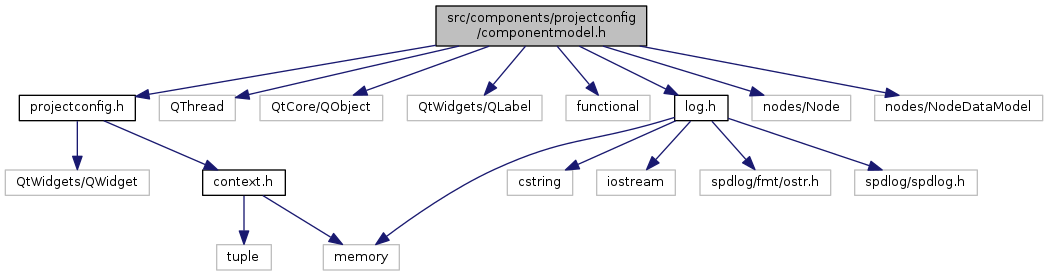 src/components/projectconfig
/componentmodel.h
projectconfig.h
QThread
QtCore/QObject
QtWidgets/QLabel
functional
log.h
nodes/Node
nodes/NodeDataModel
QtWidgets/QWidget
context.h
cstring
iostream
spdlog/fmt/ostr.h
spdlog/spdlog.h
tuple
memory